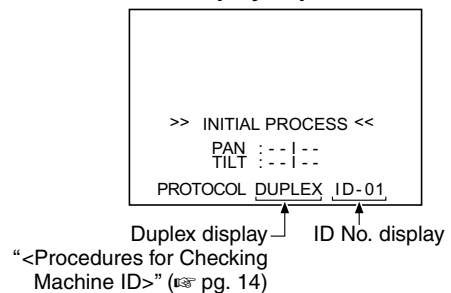 >> INITIAL PROCESS <<
PAN :--I--
TILT :--I--
PROTOCOL DUPLEX ID-01
Duplex display ID No. display
“<Procedures for Checking
Machine ID>” (☞ pg. 14)